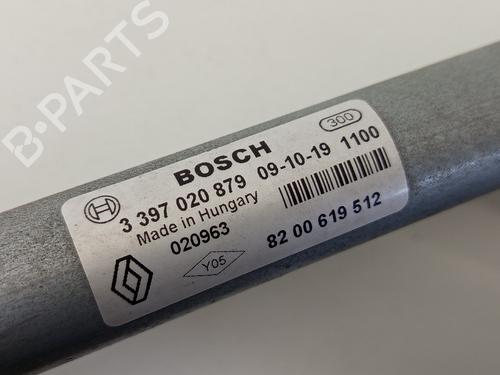 B-PARTS
300
BOSCH
3 397 020 879 09-10-19 1100
Made in Hungary
020963
Y05
82 00 619 512